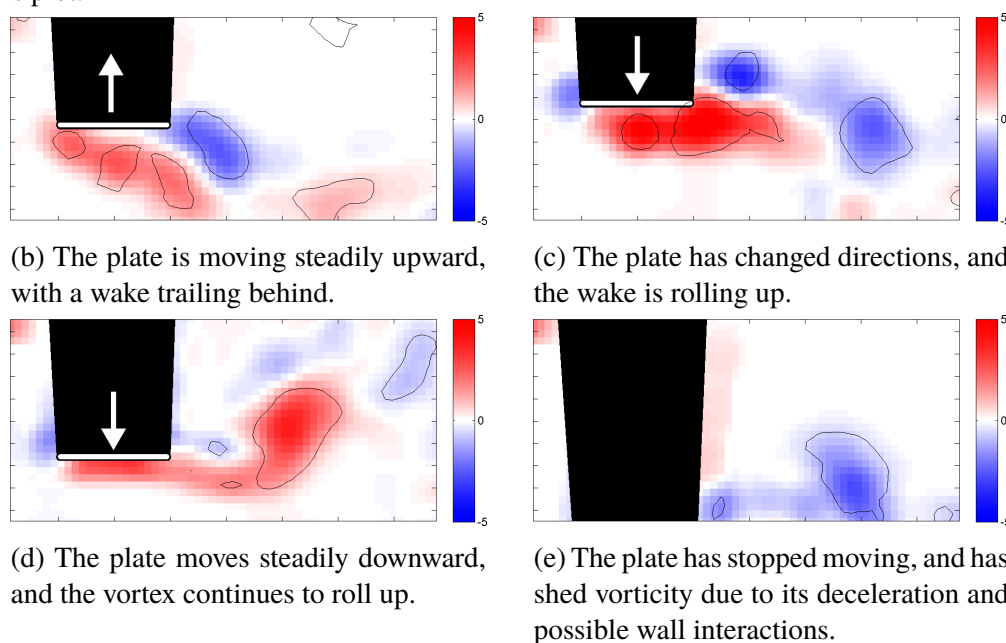 5
0
-5
5
0
-5
(b) The plate is moving steadily upward,
with a wake trailing behind.
(c) The plate has changed directions, and
the wake is rolling up.
5
0
-5
5
0
-5
(d) The plate moves steadily downward,
and the vortex continues to roll up.
(e) The plate has stopped moving, and has
shed vorticity due to its deceleration and
possible wall interactions.